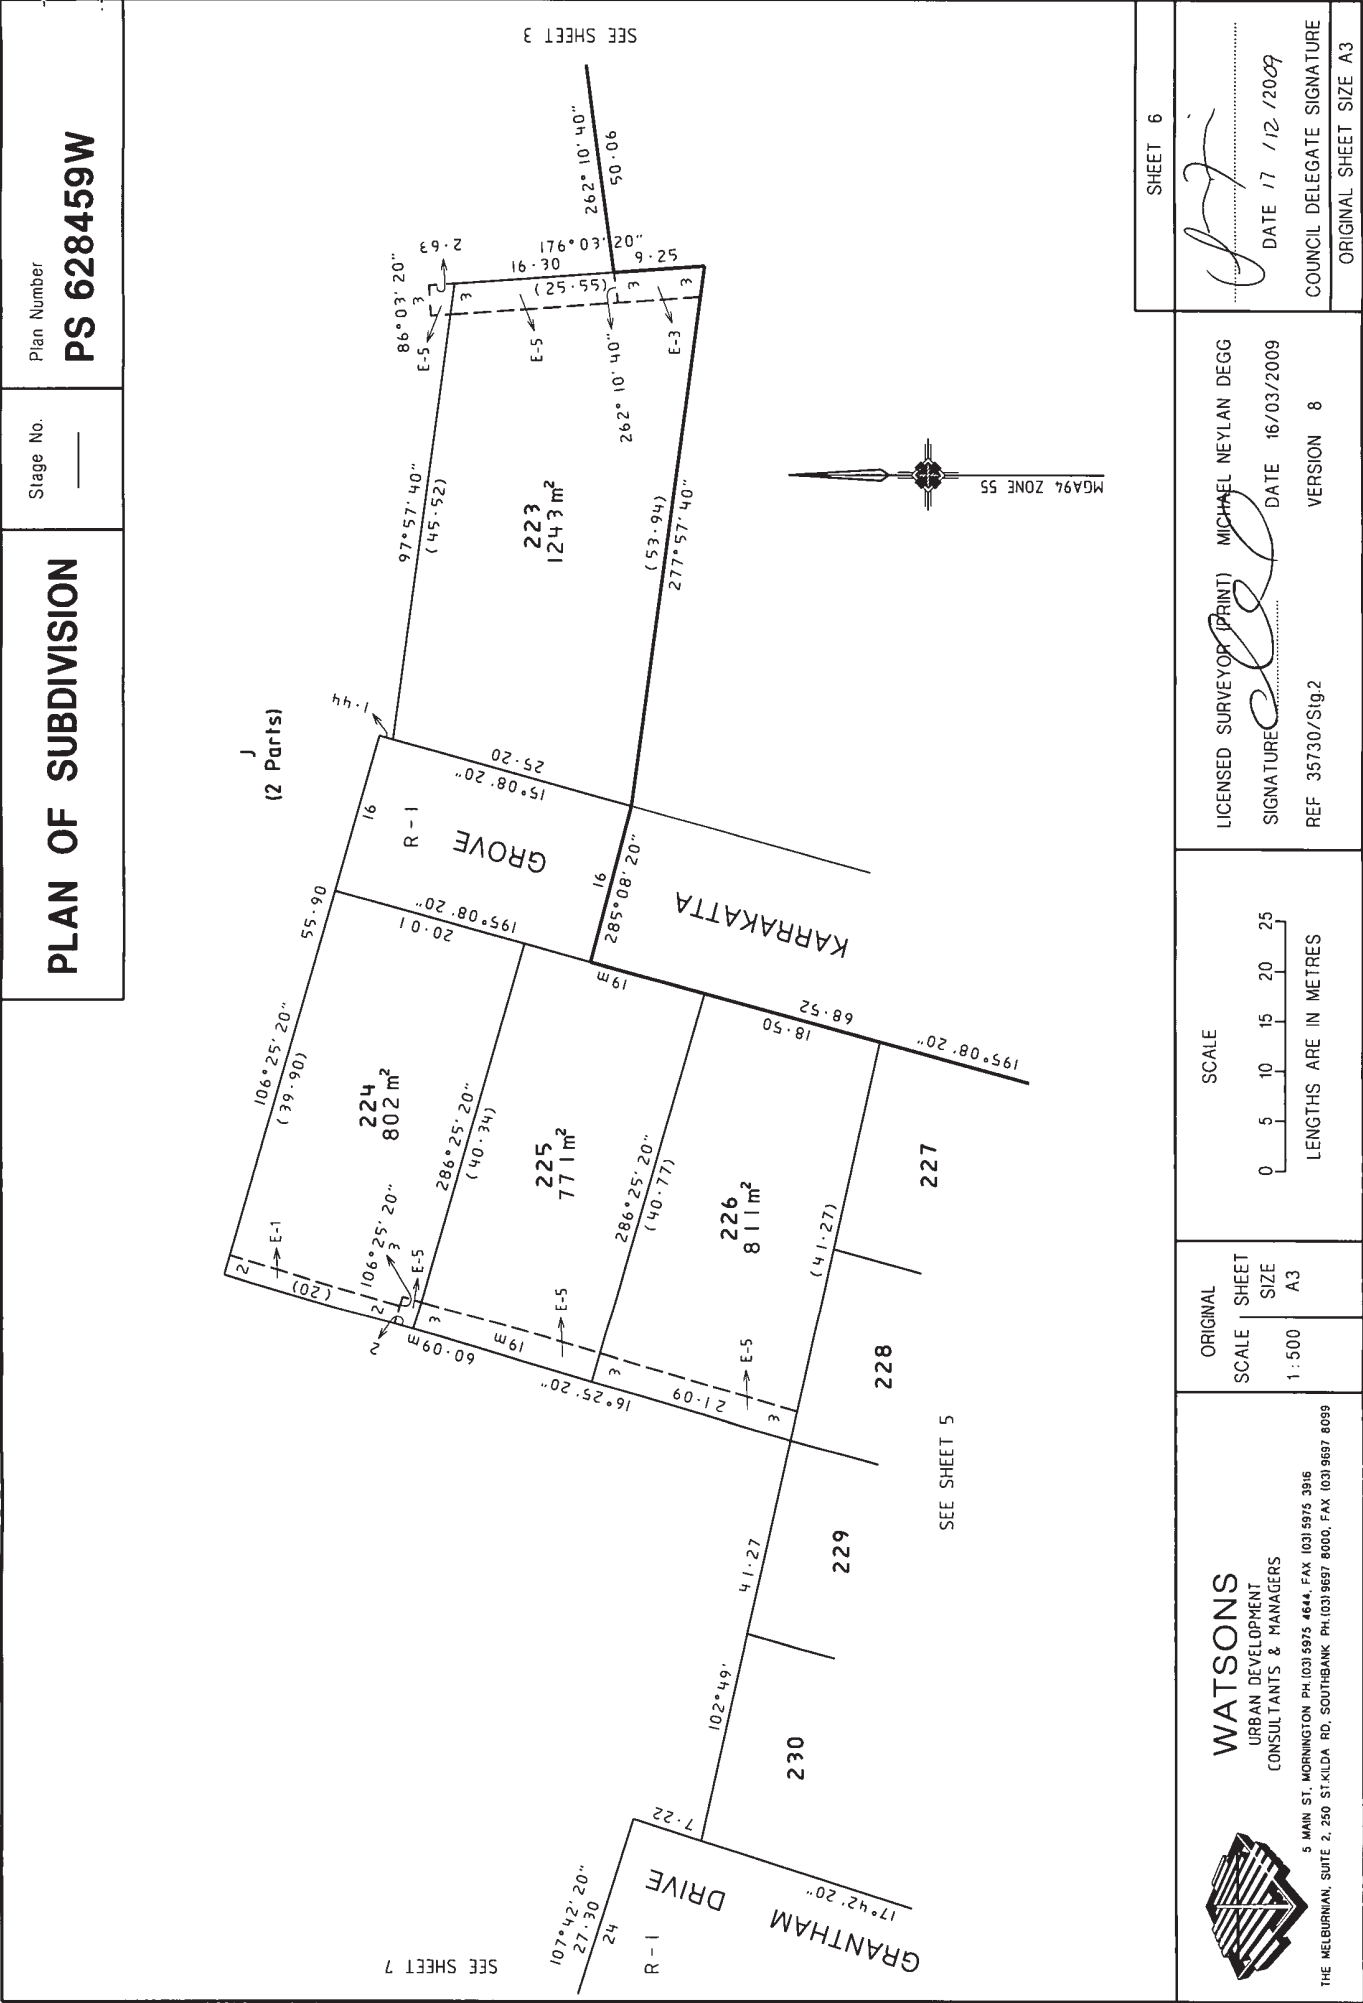 PLAN OF SUBDIVISION
Stage No.
Plan Number
PS 628459W
SEE SHEET 3
262° 10' 40"
50·06
176° 03' 20"
16·30
9·25
(25·55)
2·63
86° 03' 20"
3
3
3
3
E-5
E-5
E-3
262° 10' 40"
97° 57' 40"
(45·52)
223
1243 m²
(53·94)
277° 57' 40"
MGA94 ZONE 55
J
(2 Parts)
1·44
25·20
15° 08' 20"
16
R-1
GROVE
KARRAKATTA
16
285° 08' 20"
55·90
106° 25' 20"
(39·90)
195° 08' 20"
20·01
19m
18·50
68·52
195° 08' 20"
224
802 m²
286° 25' 20"
(40·34)
225
771 m²
286° 25' 20"
(40·77)
226
811 m²
(41·27)
227
228
229
230
2
E-1
(20)
106° 25' 20"
3
2
2
E-5
3
60·09
19m
19m
E-5
16° 25' 20"
3
21·09
E-5
3
SEE SHEET 5
41·27
102° 49'
7·22
107° 42' 20"
27·30
24
R-1
GRANTHAM
DRIVE
17° 42' 20"
SEE SHEET 7
WATSONS
URBAN DEVELOPMENT
CONSULTANTS & MANAGERS
5 MAIN ST, MORNINGTON PH.(03) 5975 4644, FAX (03) 5975 3916
THE MELBURNIAN, SUITE 2, 250 ST.KILDA RD, SOUTHBANK PH.(03) 9697 8000, FAX (03) 9697 8099
ORIGINAL
SCALE
SHEET
SIZE
1:500
A3
SCALE
0 5 10 15 20 25
LENGTHS ARE IN METRES
LICENSED SURVEYOR (PRINT) MICHAEL NEYLAN DEGG
SIGNATURE
DATE 16/03/2009
REF 35730/Stg.2
VERSION 8
SHEET 6
DATE 17 /12 /2009
COUNCIL DELEGATE SIGNATURE
ORIGINAL SHEET SIZE A3